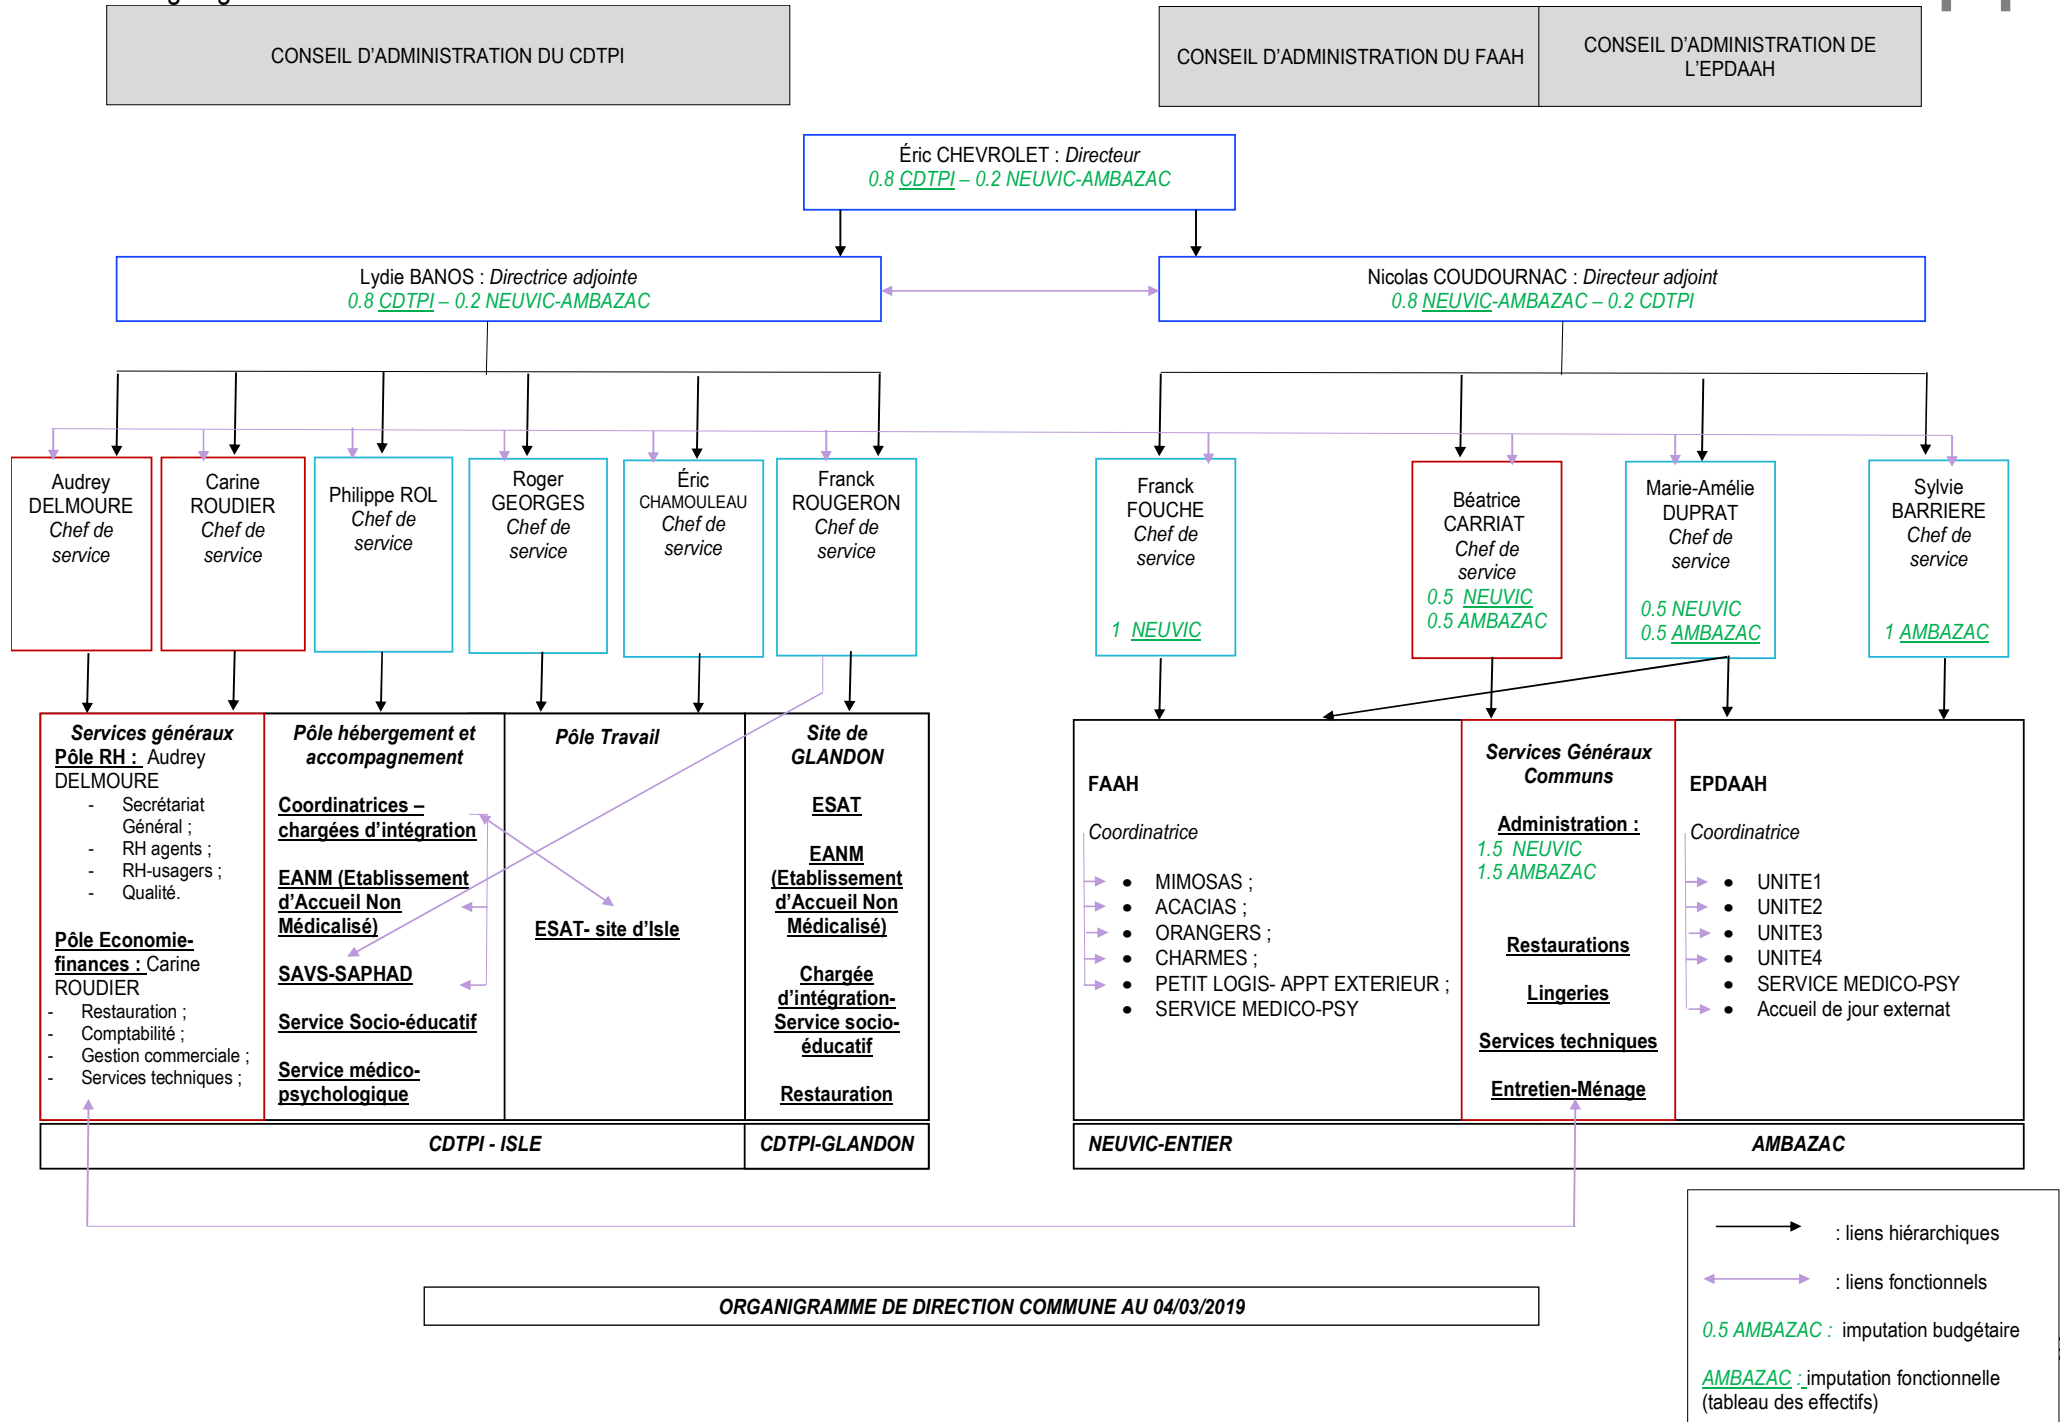 CONSEIL D'ADMINISTRATION DU CDTPI
CONSEIL D'ADMINISTRATION DU FAAH
CONSEIL D'ADMINISTRATION DE
L'EPDAAH
Éric CHEVROLET : Directeur
0.8 CDTPI – 0.2 NEUVIC-AMBAZAC
Lydie BANOS : Directrice adjointe
0.8 CDTPI – 0.2 NEUVIC-AMBAZAC
Nicolas COUDOURNAC : Directeur adjoint
0.8 NEUVIC-AMBAZAC – 0.2 CDTPI
Audrey
DELMOURE
Chef de
service
Carine
ROUDIER
Chef de
service
Philippe ROL
Chef de
service
Roger
GEORGES
Chef de
service
Éric
CHAMOULEAU
Chef de
service
Franck
ROUGERON
Chef de
service
Franck
FOUCHE
Chef de
service
1 NEUVIC
Béatrice
CARRIAT
Chef de
service
0.5 NEUVIC
0.5 AMBAZAC
Marie-Amélie
DUPRAT
Chef de
service
0.5 NEUVIC
0.5 AMBAZAC
Sylvie
BARRIERE
Chef de
service
1 AMBAZAC
Services généraux
Pôle RH : Audrey
DELMOURE
- Secrétariat
Général ;
- RH agents ;
- RH-usagers ;
- Qualité.
Pôle Economie-
finances : Carine
ROUDIER
- Restauration ;
- Comptabilité ;
- Gestion commerciale ;
- Services techniques ;
Pôle hébergement et
accompagnement
Coordinatrices –
chargées d'intégration
EANM (Etablissement
d'Accueil Non
Médicalisé)
SAVS-SAPHAD
Service Socio-éducatif
Service médico-
psychologique
Pôle Travail
ESAT- site d'Isle
Site de
GLANDON
ESAT
EANM
(Etablissement
d'Accueil Non
Médicalisé)
Chargée
d'intégration-
Service socio-
éducatif
Restauration
FAAH
Coordinatrice
• MIMOSAS ;
• ACACIAS ;
• ORANGERS ;
• CHARMES ;
• PETIT LOGIS- APPT EXTERIEUR ;
• SERVICE MEDICO-PSY
Services Généraux
Communs
Administration :
1.5 NEUVIC
1.5 AMBAZAC
Restaurations
Lingeries
Services techniques
Entretien-Ménage
EPDAAH
Coordinatrice
• UNITE1
• UNITE2
• UNITE3
• UNITE4
• SERVICE MEDICO-PSY
• Accueil de jour externat
CDTPI - ISLE
CDTPI-GLANDON
NEUVIC-ENTIER
AMBAZAC
: liens hiérarchiques
: liens fonctionnels
0.5 AMBAZAC : imputation budgétaire
AMBAZAC : imputation fonctionnelle
(tableau des effectifs)
ORGANIGRAMME DE DIRECTION COMMUNE AU 04/03/2019